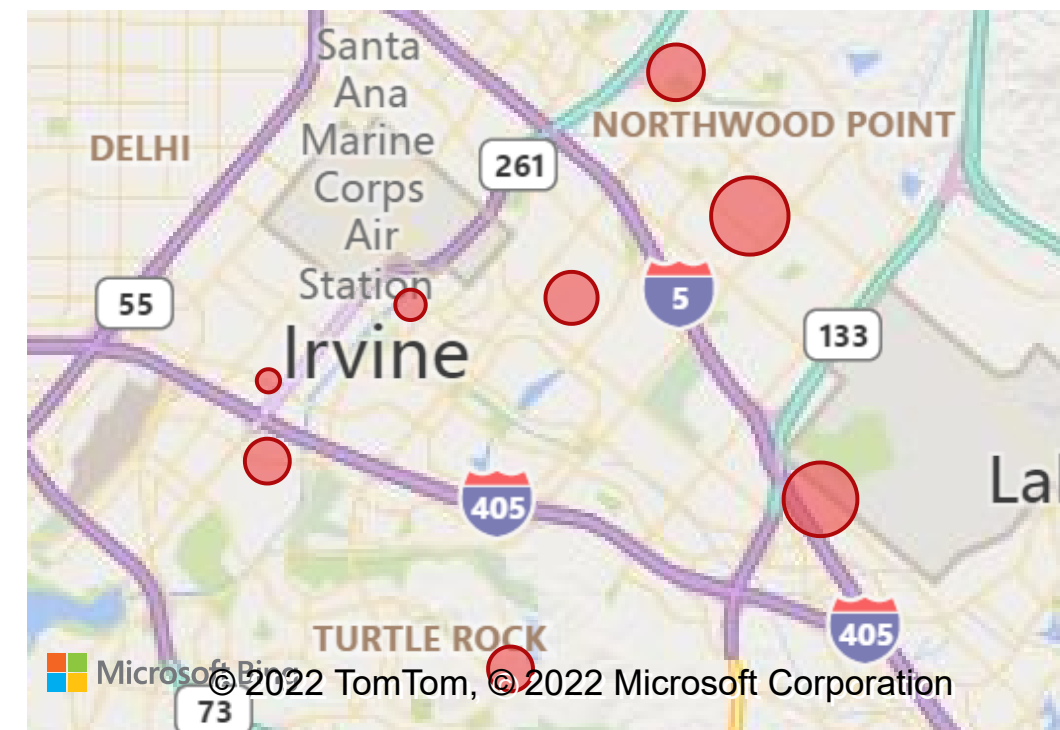 Santa
Ana
Marine
Corps
Air
Station
NORTHWOOD POINT
DELHI
261
55
5
133
Irvine
405
La
TURTLE ROCK
405
Microsoft Bing
© 2022 TomTom, © 2022 Microsoft Corporation
73